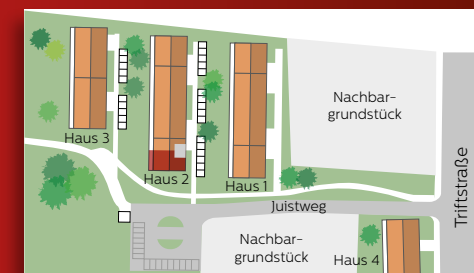 Nachbar-
grundstück
Haus 3
Haus 2
Haus 1
Triftstraße
Juistweg
Nachbar-
grundstück
Haus 4